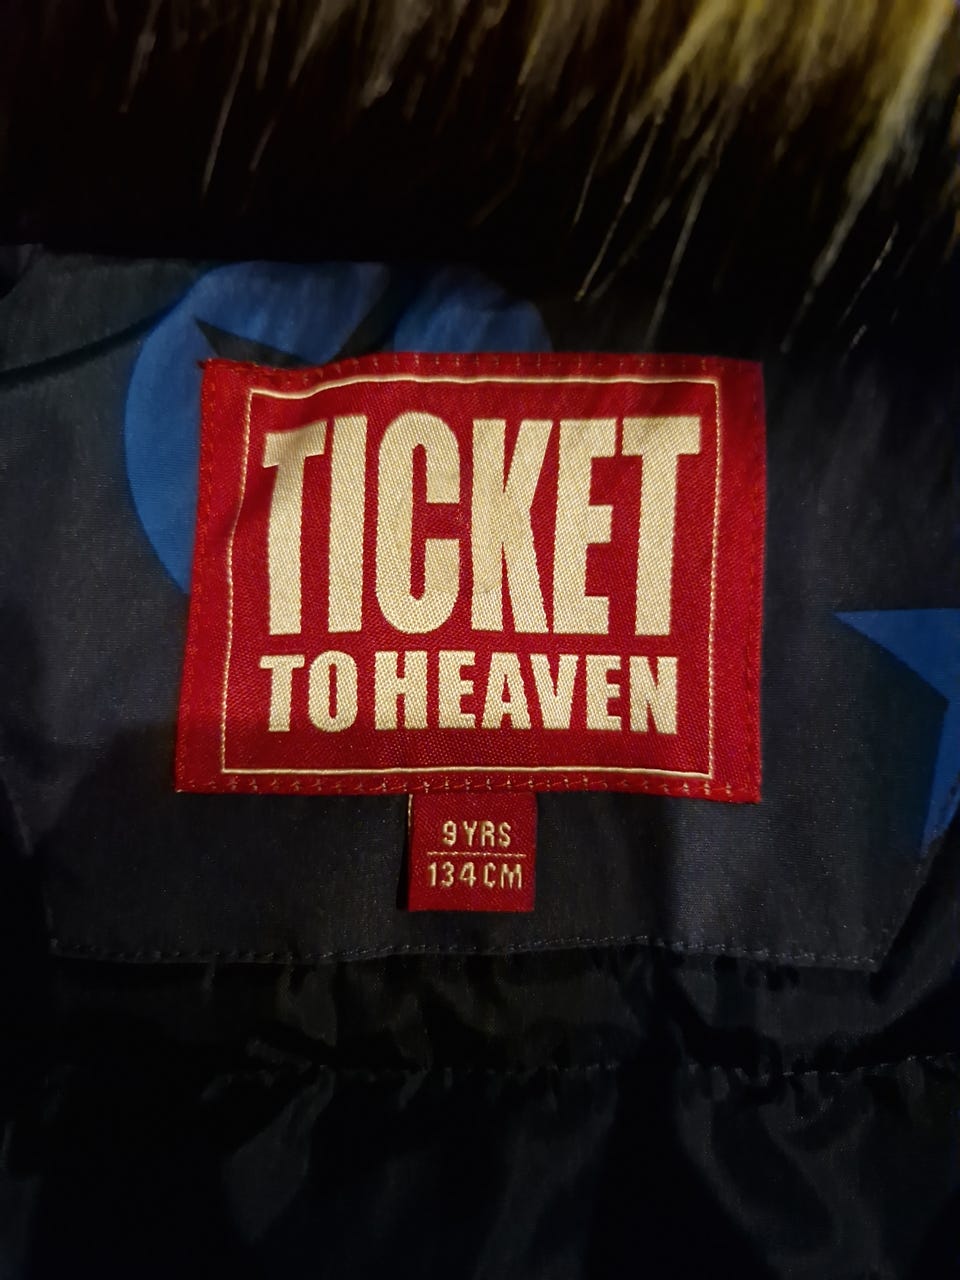 TICKET
TO HEAVEN
9 YRS
134 CM